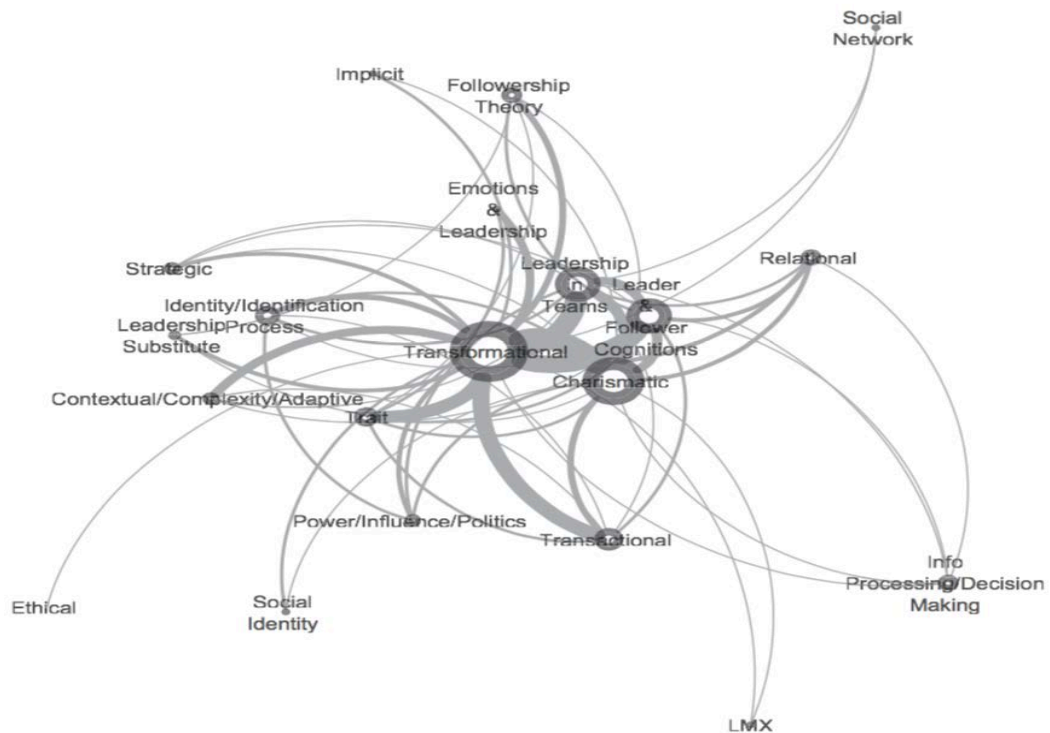 Social
Network
Implicit
Followership
Theory
Emotions
&
Leadership
Relational
Strategic
Leadership
in
Teams
Leader
&
Follower
Cognitions
Identity/Identification
Process
Leadership
Substitute
Transformational
Charismatic
Contextual/Complexity/Adaptive
Trait
Power/Influence/Politics
Transactional
Info
Processing/Decision
Making
Ethical
Social
Identity
LMX